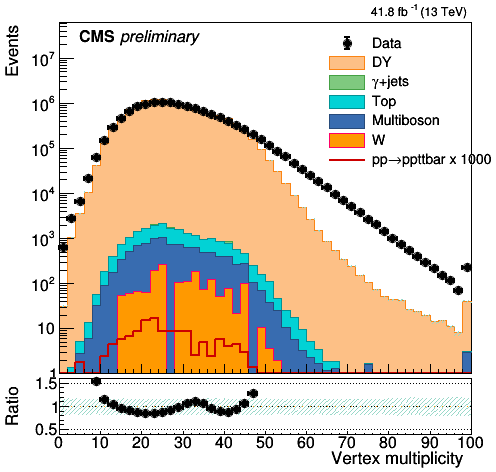 41.8 fb⁻¹ (13 TeV)
CMS preliminary
Events
Data
DY
γ+jets
Top
Multiboson
W
pp→ppttbar x 1000
10⁷
10⁶
10⁵
10⁴
10³
10²
10
1
Ratio
1.5
1
0.5
0 10 20 30 40 50 60 70 80 90 100
Vertex multiplicity